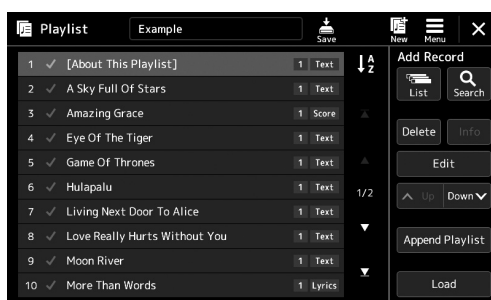 Playlist Example Save New Menu
1 [About This Playlist] 1 Text
2 A Sky Full Of Stars 1 Text
3 Amazing Grace 1 Score
4 Eye Of The Tiger 1 Text
5 Game Of Thrones 1 Text
6 Hulapalu 1 Text
7 Living Next Door To Alice 1 Text
8 Love Really Hurts Without You 1 Text
9 Moon River 1 Text
10 More Than Words 1 Lyrics
A
Z
1/2
Add Record
List Search
Delete Info
Edit
Up Down
Append Playlist
Load